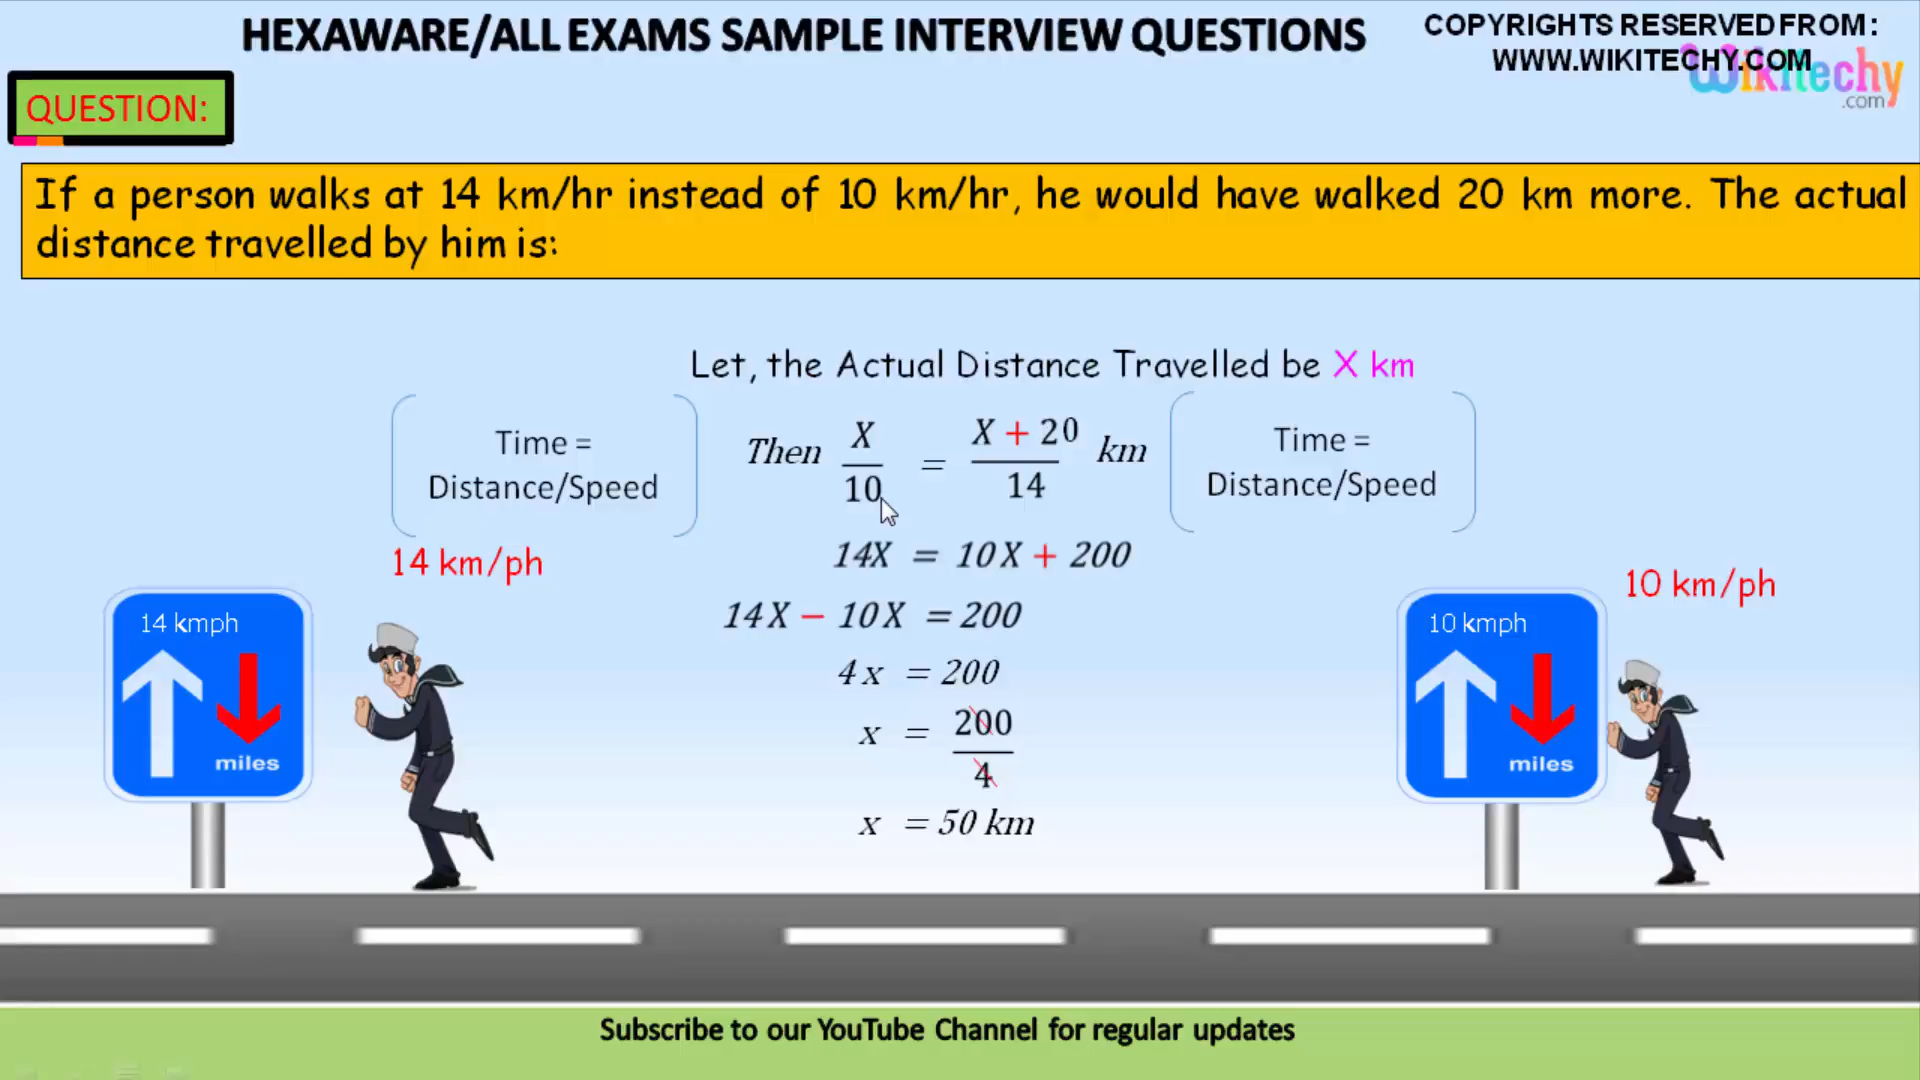 HEXAWARE/ALL EXAMS SAMPLE INTERVIEW QUESTIONS
COPYRIGHTS RESERVED FROM :
WWW.WIKITECHY.COM
Wikitechy
.com
QUESTION:
If a person walks at 14 km/hr instead of 10 km/hr, he would have walked 20 km more. The actual
distance travelled by him is:
Let, the Actual Distance Travelled be X km
Time =
Distance/Speed
Then X/10 = X + 20/14 km
Time =
Distance/Speed
14X = 10X + 200
14X − 10X = 200
4x = 200
x = 200/4
x = 50 km
14 km/ph
14 kmph
miles
10 km/ph
10 kmph
miles
Subscribe to our YouTube Channel for regular updates